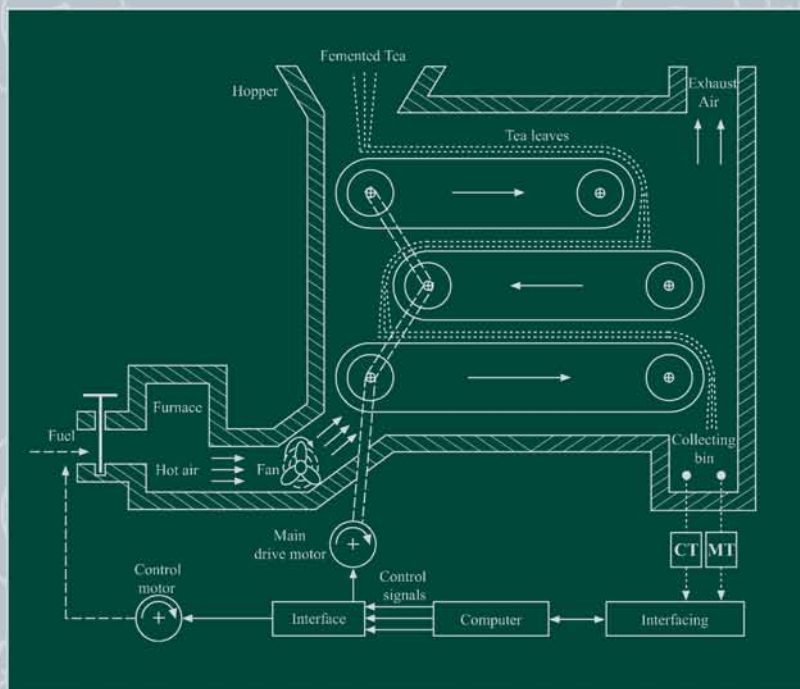 Femented Tea
Hopper
Exhaust
Air
Tea leaves
Furnace
Fuel
Hot air
Fan
Collecting
bin
Main
drive motor
CT
MT
Control
motor
Control
signals
Interface
Computer
Interfacing